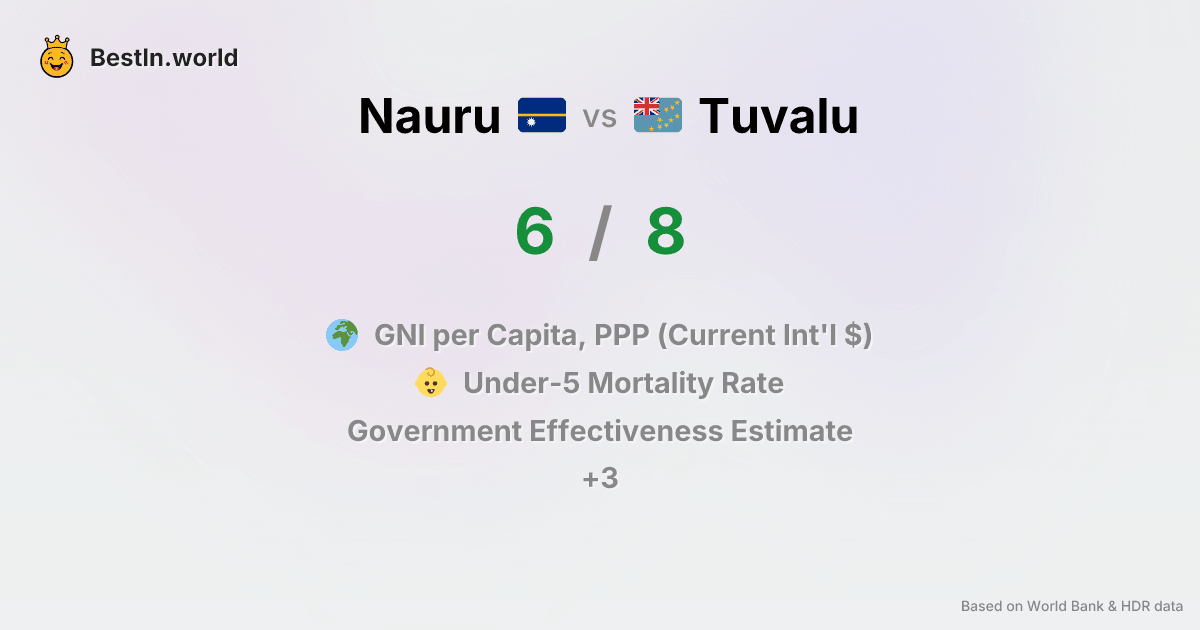 BestIn.world
Nauru vs Tuvalu
6 / 8
GNI per Capita, PPP (Current Int'l $)
Under-5 Mortality Rate
Government Effectiveness Estimate
+3
Based on World Bank & HDR data